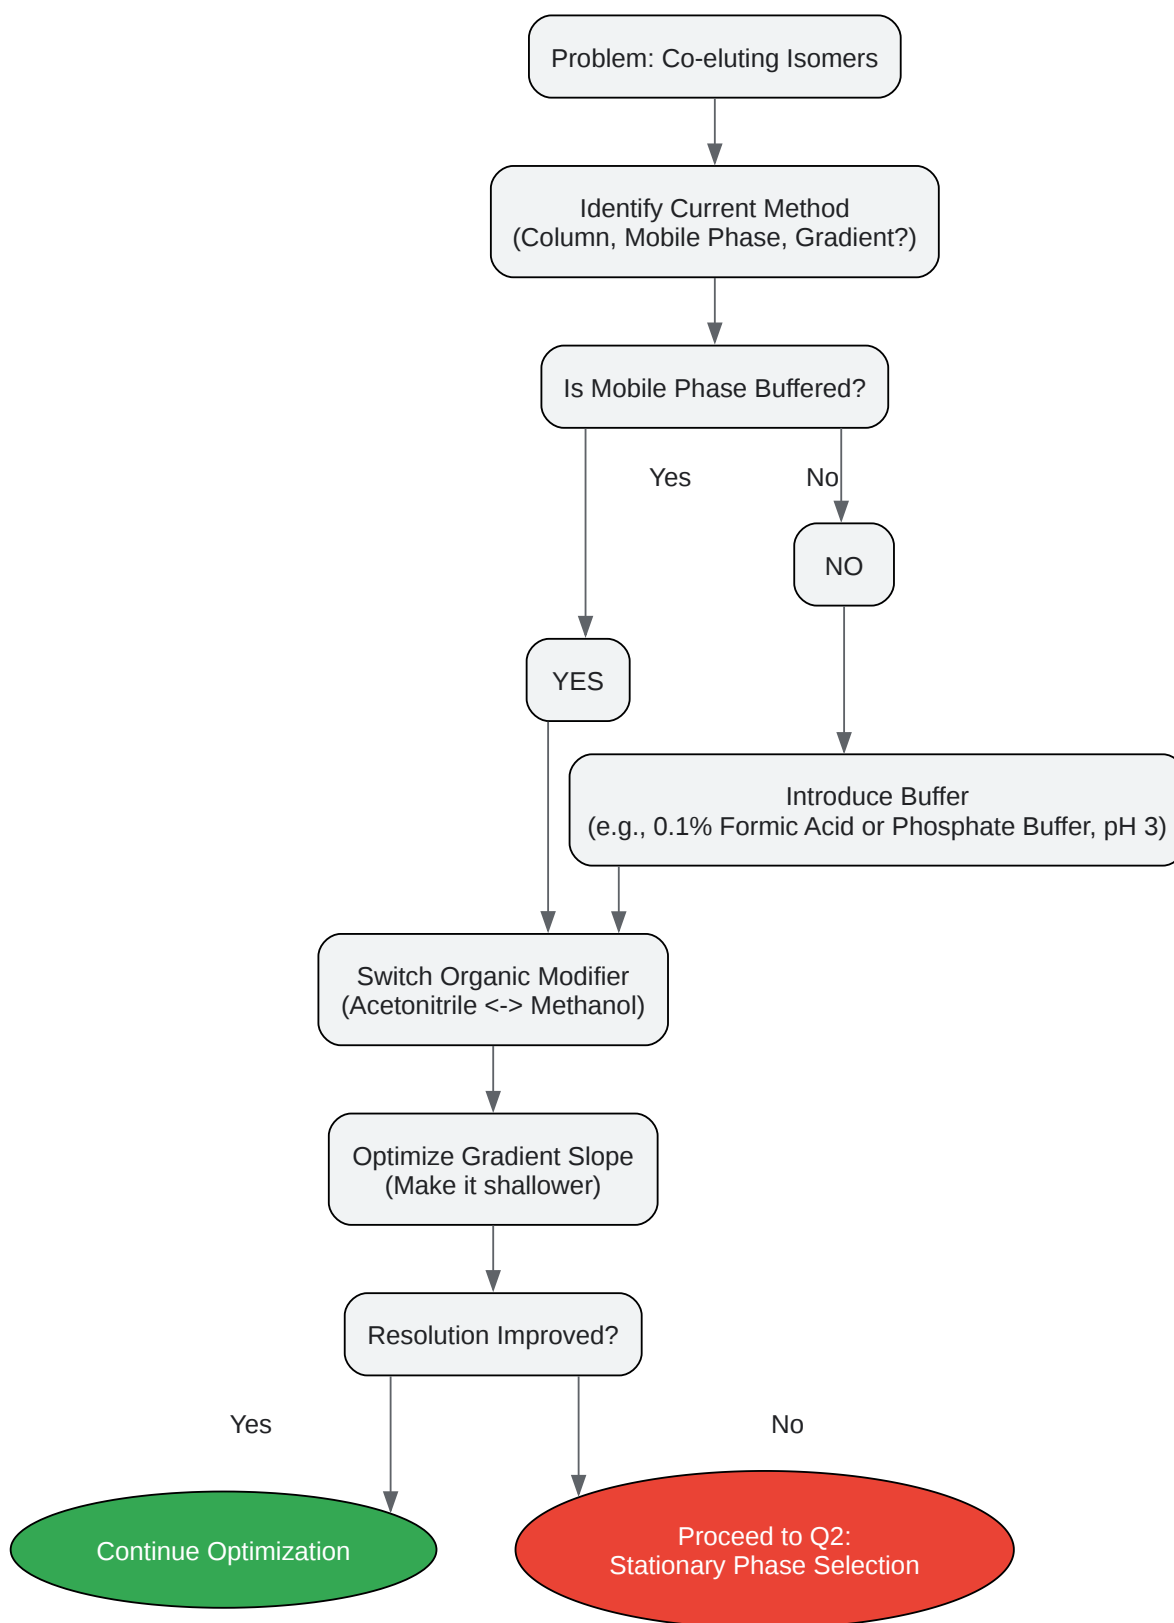 Problem: Co-eluting Isomers
Identify Current Method
(Column, Mobile Phase, Gradient?)
Is Mobile Phase Buffered?
Yes
No
NO
YES
Introduce Buffer
(e.g., 0.1% Formic Acid or Phosphate Buffer, pH 3)
Switch Organic Modifier
(Acetonitrile <-> Methanol)
Optimize Gradient Slope
(Make it shallower)
Resolution Improved?
Yes
No
Continue Optimization
Proceed to Q2:
Stationary Phase Selection